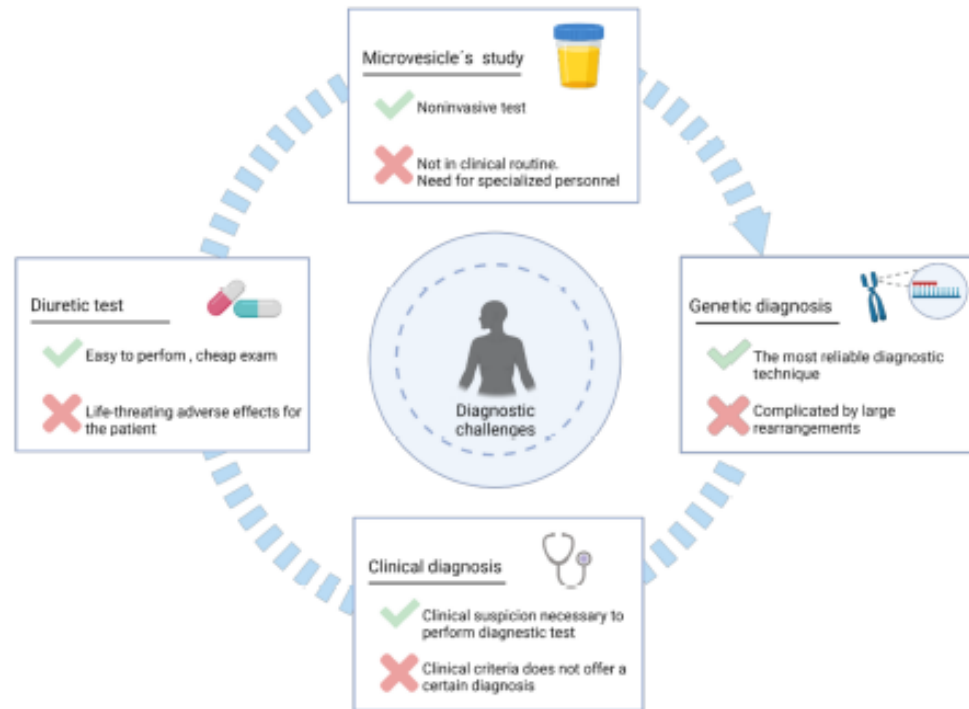 Microvesicle´s study
Noninvasive test
Not in clinical routine.
Need for specialized personnel
Diuretic test
Easy to perfom , cheap exam
Life-threating adverse effects for
the patient
Genetic diagnosis
The most reliable diagnostic
technique
Complicated by large
rearrangements
Diagnostic
challenges
Clinical diagnosis
Clinical suspicion necessary to
perform diagnestic test
Clinical criteria does not offer a
certain diagnosis